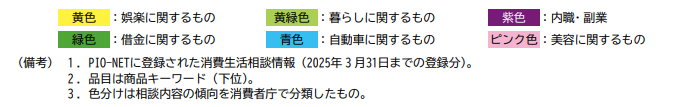 黄色：娯楽に関するもの 黄緑色：暮らしに関するもの 紫色：内職・副業
緑色：借金に関するもの 青色：自動車に関するもの ピンク色：美容に関するもの
（備考）１．PIO-NETに登録された消費生活相談情報（2025年３月31日までの登録分）。
２．品目は商品キーワード（下位）。
３．色分けは相談内容の傾向を消費者庁で分類したもの。